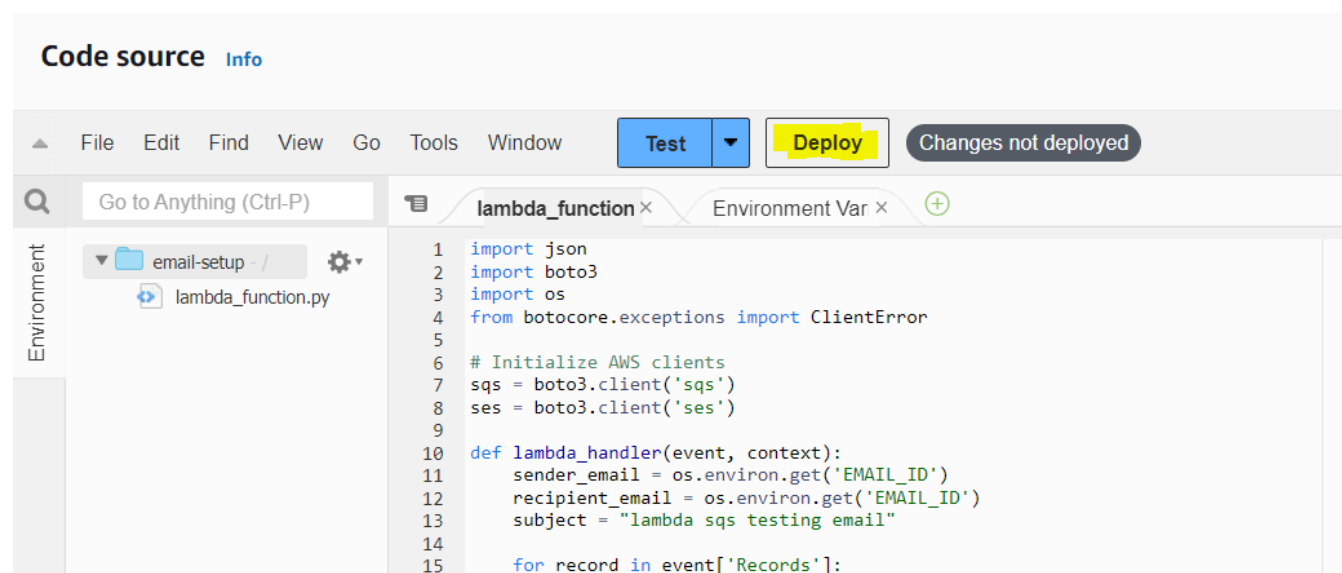 Code source Info
File Edit Find View Go Tools Window Test Deploy Changes not deployed
Go to Anything (Ctrl-P)
lambda_function × Environment Var ×
Environment
email-setup - /
lambda_function.py
1 import json
2 import boto3
3 import os
4 from botocore.exceptions import ClientError
5
6 # Initialize AWS clients
7 sqs = boto3.client('sqs')
8 ses = boto3.client('ses')
9
10 def lambda_handler(event, context):
11     sender_email = os.environ.get('EMAIL_ID')
12     recipient_email = os.environ.get('EMAIL_ID')
13     subject = "lambda sqs testing email"
14
15     for record in event['Records']: